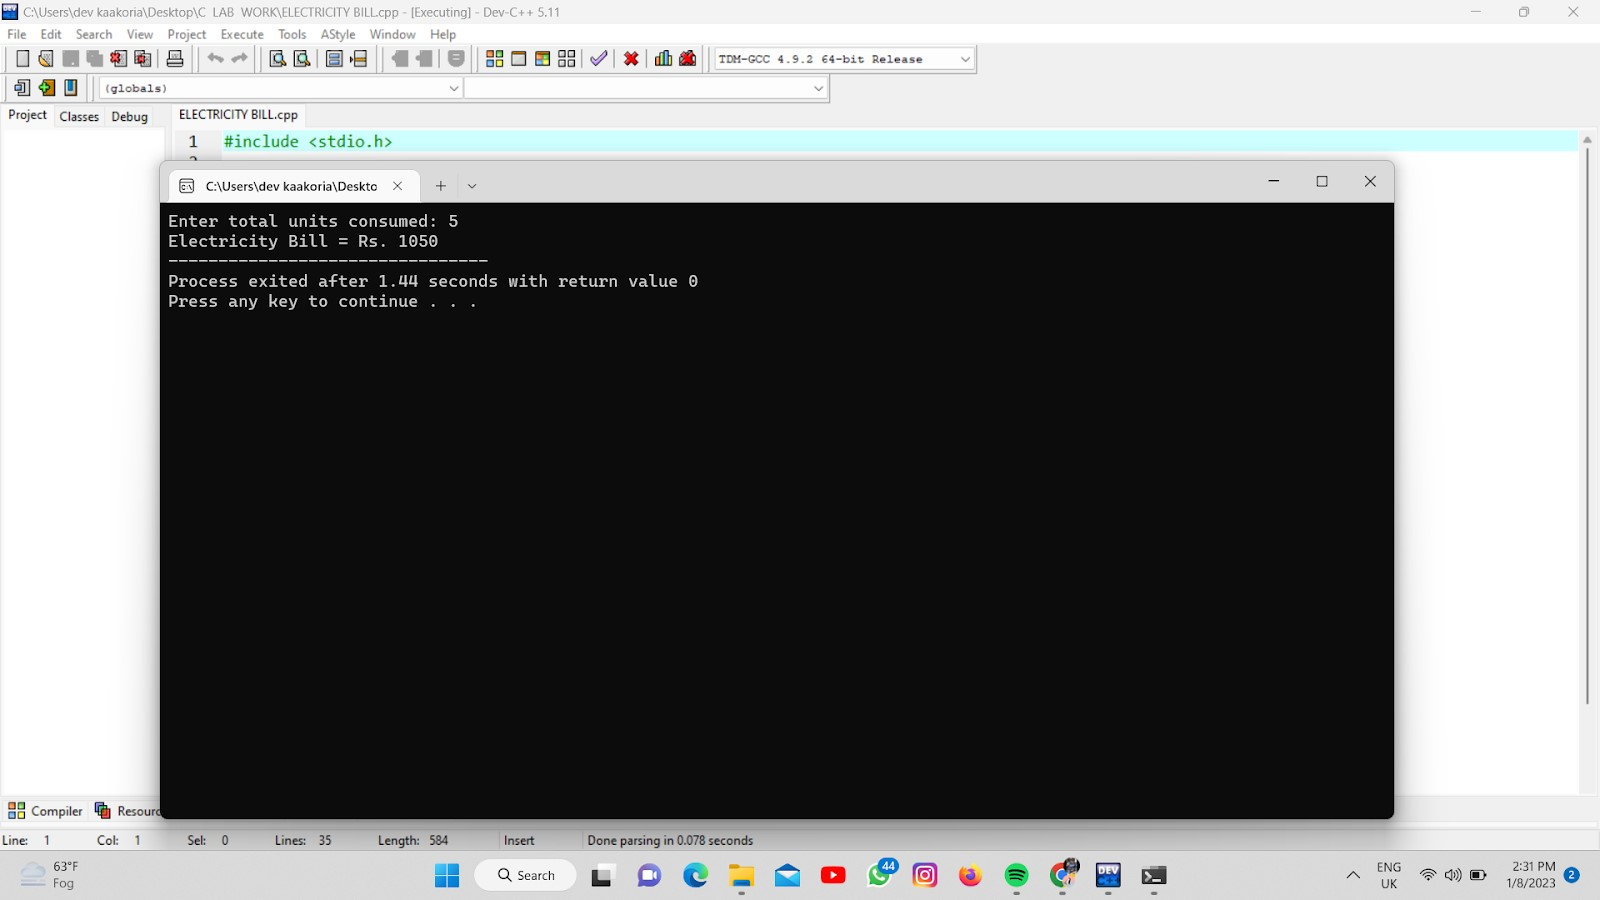 C:\Users\dev kaakoria\Desktop\C LAB WORK\ELECTRICITY BILL.cpp - [Executing] - Dev-C++ 5.11
File Edit Search View Project Execute Tools AStyle Window Help
TDM-GCC 4.9.2 64-bit Release
(globals)
Project Classes Debug ELECTRICITY BILL.cpp
1 #include <stdio.h>
C:\Users\dev kaakoria\Deskto
Enter total units consumed: 5
Electricity Bill = Rs. 1050
--------------------------------
Process exited after 1.44 seconds with return value 0
Press any key to continue . . .
Compiler Resourc
Line: 1 Col: 1 Sel: 0 Lines: 35 Length: 584 Insert Done parsing in 0.078 seconds
63°F
Fog
Search
44
DEV
ENG
UK
2:31 PM
1/8/2023
2